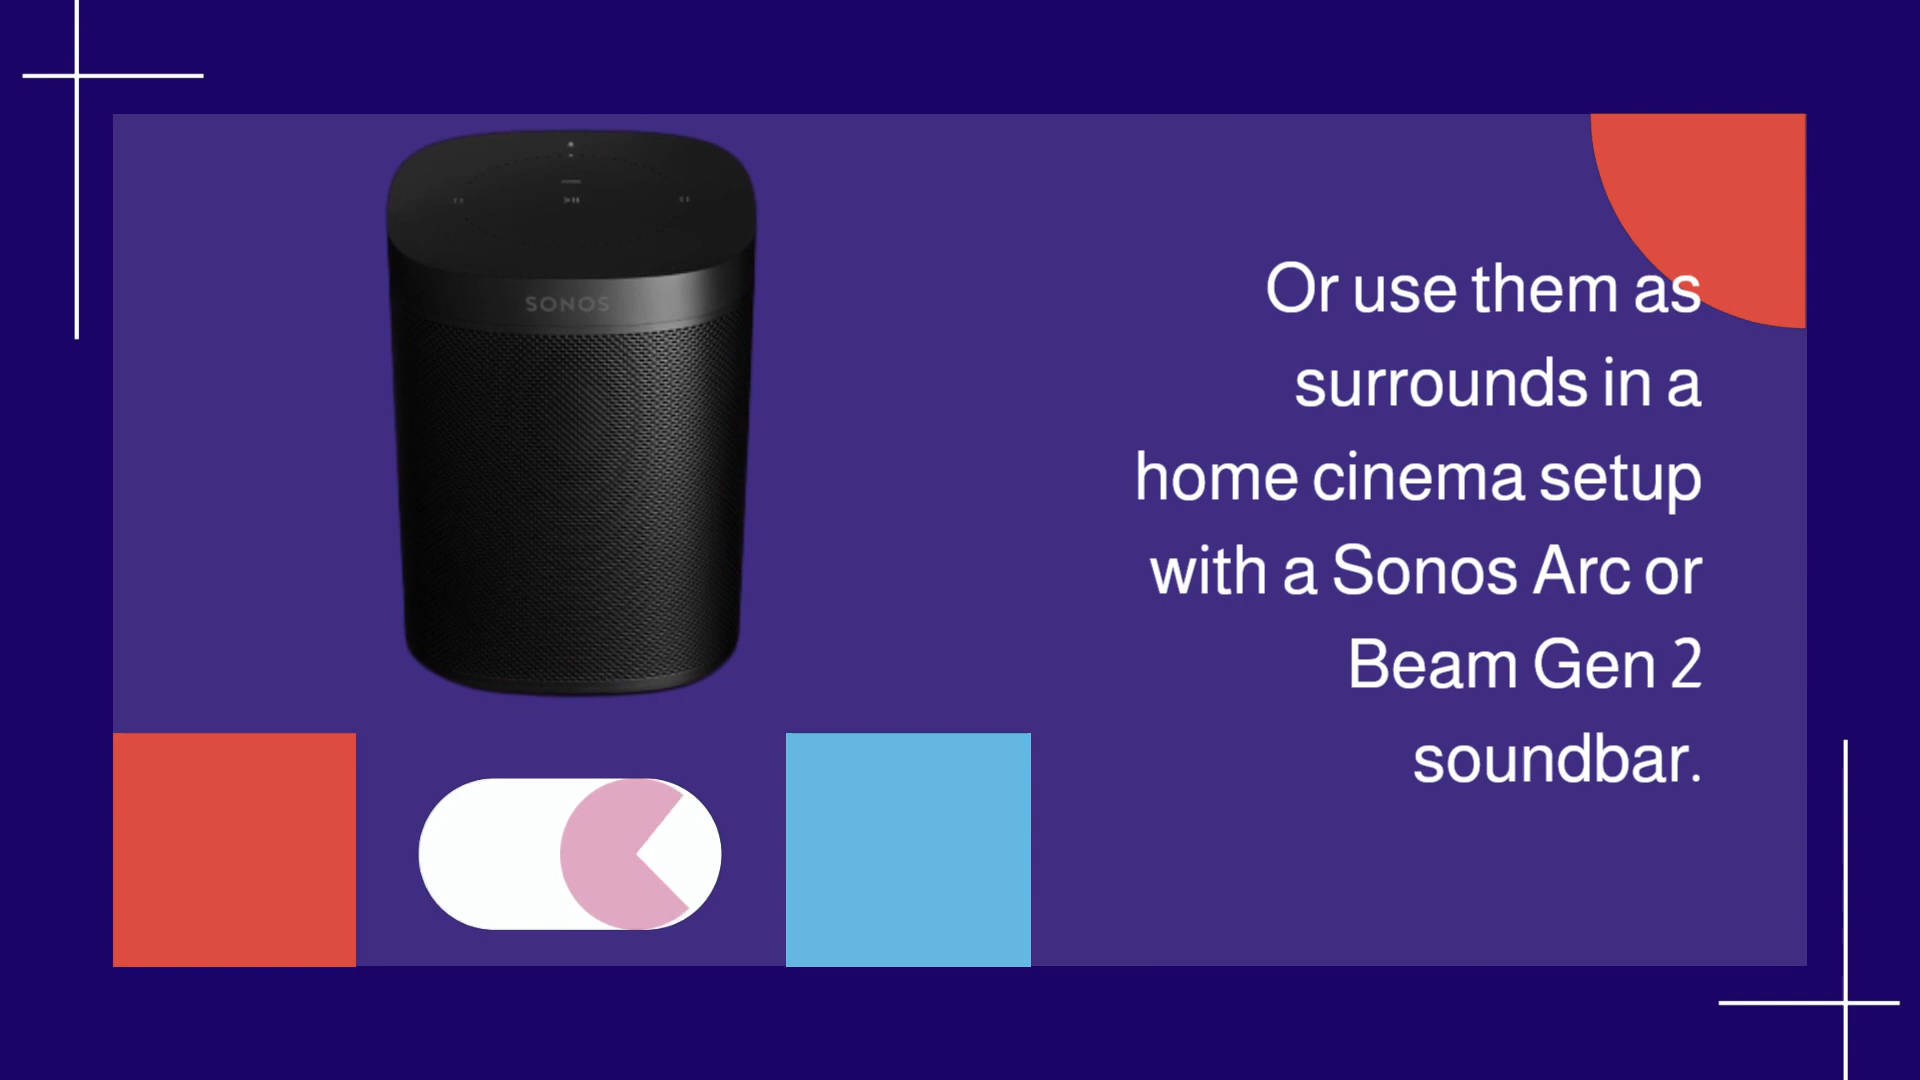 SONOS
Or use them as
surrounds in a
home cinema setup
with a Sonos Arc or
Beam Gen 2
soundbar.